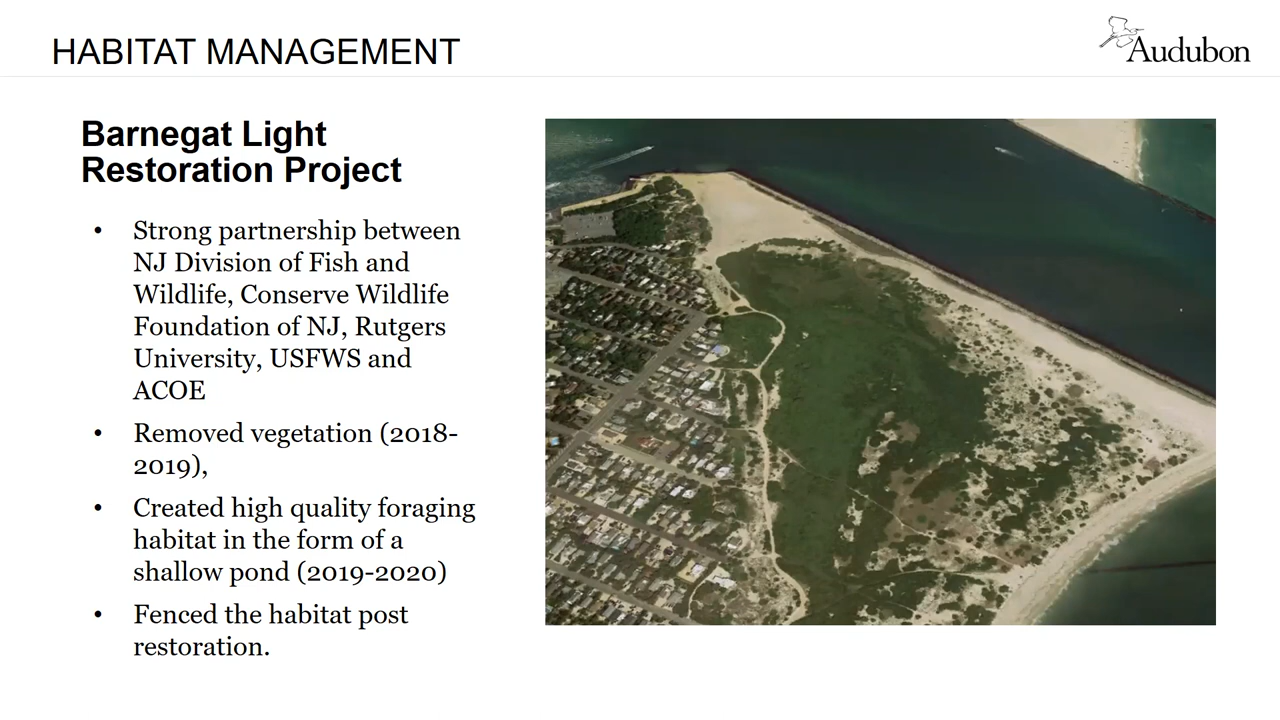 HABITAT MANAGEMENT
Audubon
Barnegat Light
Restoration Project
• Strong partnership between
NJ Division of Fish and
Wildlife, Conserve Wildlife
Foundation of NJ, Rutgers
University, USFWS and
ACOE
• Removed vegetation (2018-
2019),
• Created high quality foraging
habitat in the form of a
shallow pond (2019-2020)
• Fenced the habitat post
restoration.